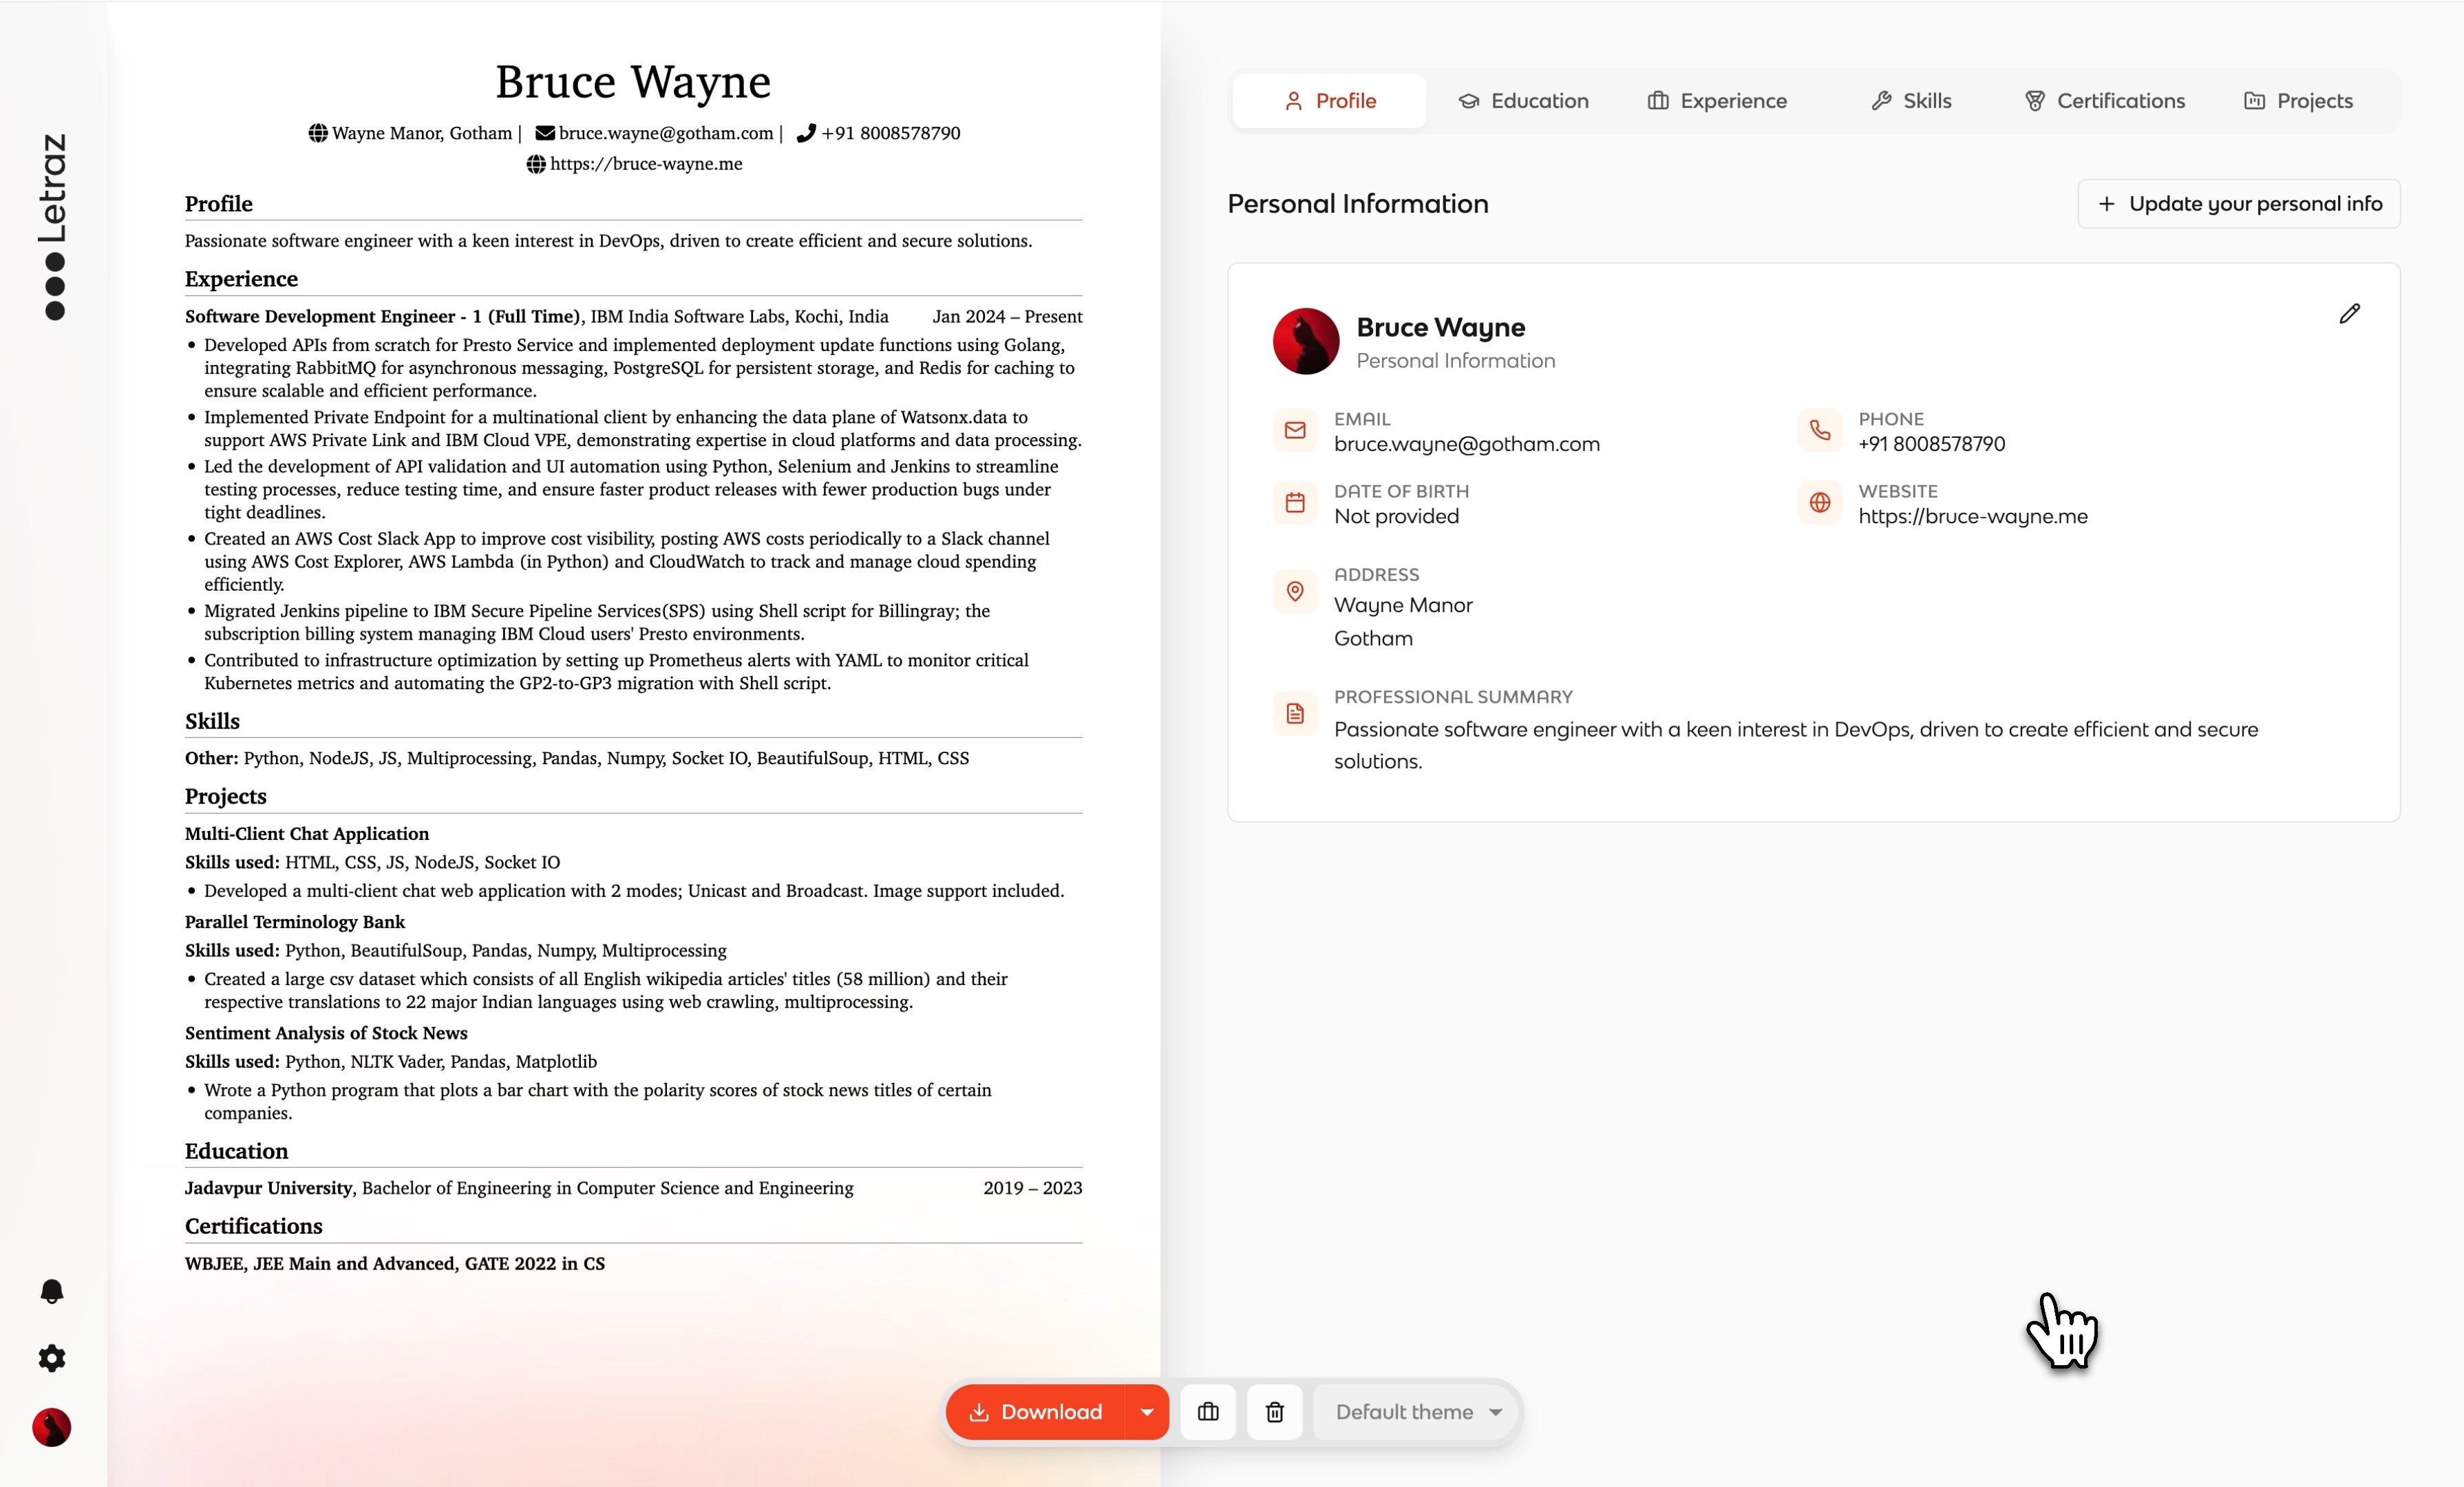 Letraz
Bruce Wayne
Wayne Manor, Gotham | bruce.wayne@gotham.com | +91 8008578790
https://bruce-wayne.me
Profile
Passionate software engineer with a keen interest in DevOps, driven to create efficient and secure solutions.
Experience
Software Development Engineer - 1 (Full Time), IBM India Software Labs, Kochi, India Jan 2024 – Present
• Developed APIs from scratch for Presto Service and implemented deployment update functions using Golang,
integrating RabbitMQ for asynchronous messaging, PostgreSQL for persistent storage, and Redis for caching to
ensure scalable and efficient performance.
• Implemented Private Endpoint for a multinational client by enhancing the data plane of Watsonx.data to
support AWS Private Link and IBM Cloud VPE, demonstrating expertise in cloud platforms and data processing.
• Led the development of API validation and UI automation using Python, Selenium and Jenkins to streamline
testing processes, reduce testing time, and ensure faster product releases with fewer production bugs under
tight deadlines.
• Created an AWS Cost Slack App to improve cost visibility, posting AWS costs periodically to a Slack channel
using AWS Cost Explorer, AWS Lambda (in Python) and CloudWatch to track and manage cloud spending
efficiently.
• Migrated Jenkins pipeline to IBM Secure Pipeline Services(SPS) using Shell script for Billingray; the
subscription billing system managing IBM Cloud users' Presto environments.
• Contributed to infrastructure optimization by setting up Prometheus alerts with YAML to monitor critical
Kubernetes metrics and automating the GP2-to-GP3 migration with Shell script.
Skills
Other: Python, NodeJS, JS, Multiprocessing, Pandas, Numpy, Socket IO, BeautifulSoup, HTML, CSS
Projects
Multi-Client Chat Application
Skills used: HTML, CSS, JS, NodeJS, Socket IO
• Developed a multi-client chat web application with 2 modes; Unicast and Broadcast. Image support included.
Parallel Terminology Bank
Skills used: Python, BeautifulSoup, Pandas, Numpy, Multiprocessing
• Created a large csv dataset which consists of all English wikipedia articles' titles (58 million) and their
respective translations to 22 major Indian languages using web crawling, multiprocessing.
Sentiment Analysis of Stock News
Skills used: Python, NLTK Vader, Pandas, Matplotlib
• Wrote a Python program that plots a bar chart with the polarity scores of stock news titles of certain
companies.
Education
Jadavpur University, Bachelor of Engineering in Computer Science and Engineering 2019 – 2023
Certifications
WBJEE, JEE Main and Advanced, GATE 2022 in CS
Profile Education Experience Skills Certifications Projects
Personal Information
+ Update your personal info
Bruce Wayne
Personal Information
EMAIL
bruce.wayne@gotham.com
PHONE
+91 8008578790
DATE OF BIRTH
Not provided
WEBSITE
https://bruce-wayne.me
ADDRESS
Wayne Manor
Gotham
PROFESSIONAL SUMMARY
Passionate software engineer with a keen interest in DevOps, driven to create efficient and secure
solutions.
Download
Default theme